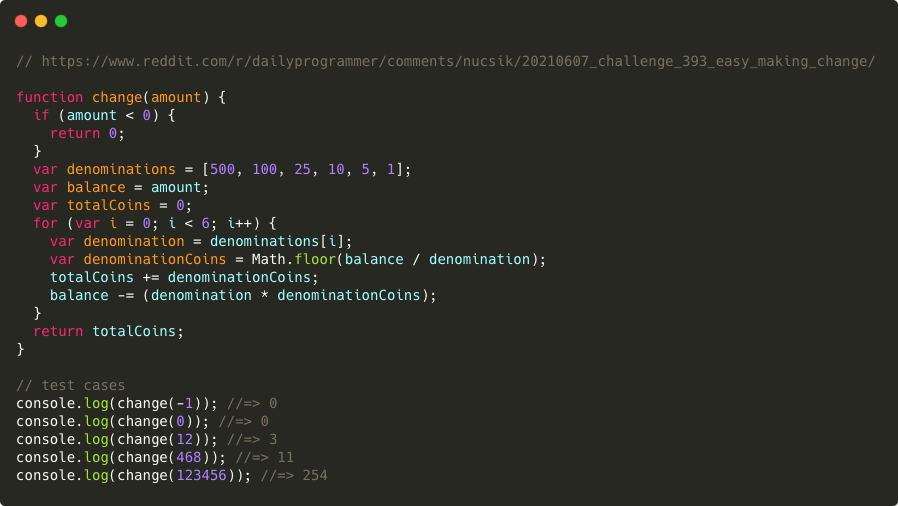 // https://www.reddit.com/r/dailyprogrammer/comments/nucsik/20210607_challenge_393_easy_making_change/

function change(amount) {
  if (amount < 0) {
    return 0;
  }
  var denominations = [500, 100, 25, 10, 5, 1];
  var balance = amount;
  var totalCoins = 0;
  for (var i = 0; i < 6; i++) {
    var denomination = denominations[i];
    var denominationCoins = Math.floor(balance / denomination);
    totalCoins += denominationCoins;
    balance -= (denomination * denominationCoins);
  }
  return totalCoins;
}

// test cases
console.log(change(-1)); //=> 0
console.log(change(0)); //=> 0
console.log(change(12)); //=> 3
console.log(change(468)); //=> 11
console.log(change(123456)); //=> 254